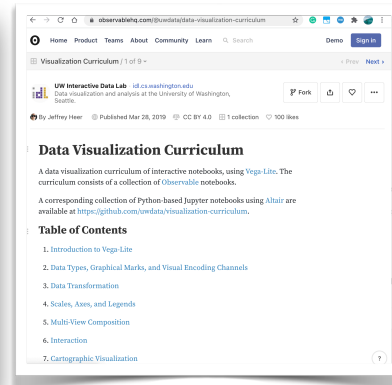 observablehq.com/@uwdata/data-visualization-curriculum
Home Product Teams About Community Learn Search Demo Sign in
Visualization Curriculum / 1 of 9 < Prev Next >
UW Interactive Data Lab idl.cs.washington.edu
Data visualization and analysis at the University of Washington,
Seattle.
Fork
By Jeffrey Heer Published Mar 28, 2019 CC BY 4.0 1 collection 100 likes
Data Visualization Curriculum
A data visualization curriculum of interactive notebooks, using Vega-Lite. The
curriculum consists of a collection of Observable notebooks.
A corresponding collection of Python-based Jupyter notebooks using Altair are
available at https://github.com/uwdata/visualization-curriculum.
Table of Contents
1. Introduction to Vega-Lite
2. Data Types, Graphical Marks, and Visual Encoding Channels
3. Data Transformation
4. Scales, Axes, and Legends
5. Multi-View Composition
6. Interaction
7. Cartographic Visualization
?